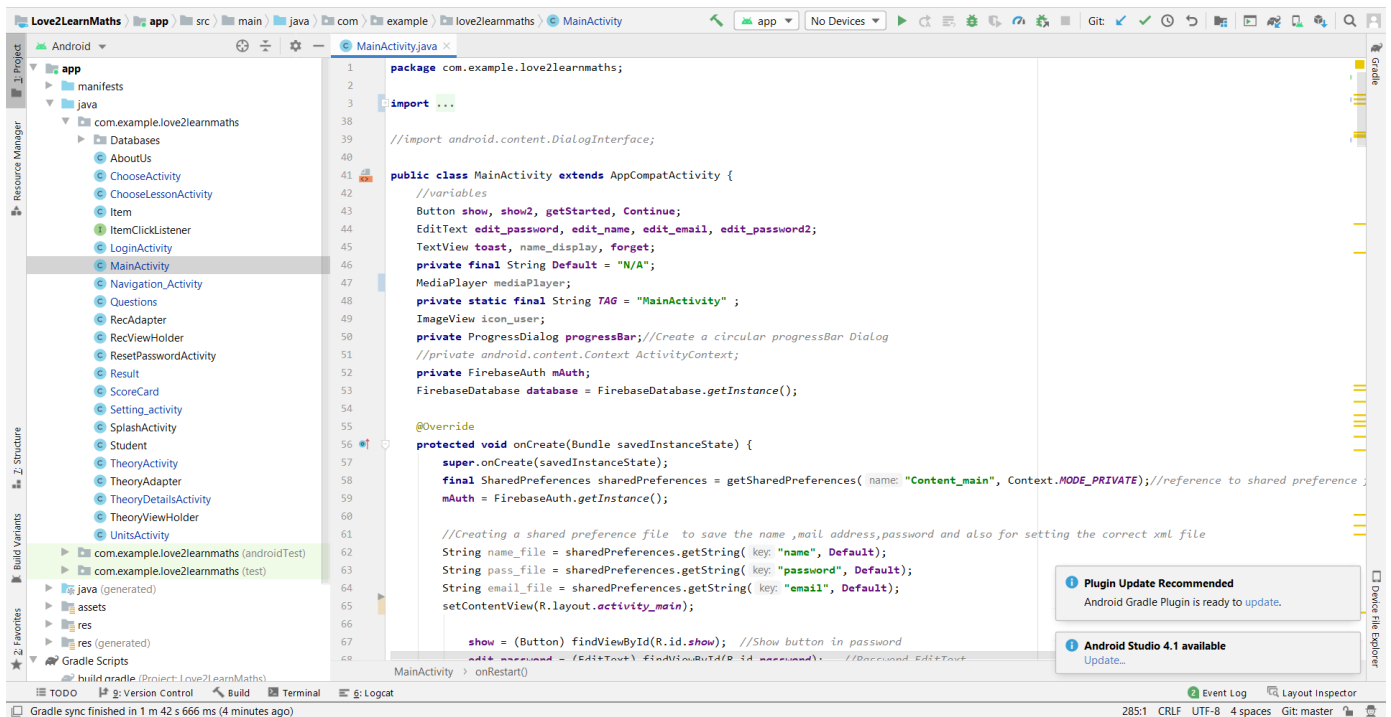 Love2LearnMaths app src main java com example love2learnmaths MainActivity app No Devices Git:
1: Project
Resource Manager
7: Structure
Build Variants
2: Favorites
Android
app
manifests
java
com.example.love2learnmaths
Databases
AboutUs
ChooseActivity
ChooseLessonActivity
Item
ItemClickListener
LoginActivity
MainActivity
Navigation_Activity
Questions
RecAdapter
RecViewHolder
ResetPasswordActivity
Result
ScoreCard
Setting_activity
SplashActivity
Student
TheoryActivity
TheoryAdapter
TheoryDetailsActivity
TheoryViewHolder
UnitsActivity
com.example.love2learnmaths (androidTest)
com.example.love2learnmaths (test)
java (generated)
assets
res
res (generated)
Gradle Scripts
build.gradle (Project: Love2LearnMaths)
MainActivity.java
1 package com.example.love2learnmaths;
2
3 import ...
38
39 //import android.content.DialogInterface;
40
41 public class MainActivity extends AppCompatActivity {
42 //variables
43 Button show, show2, getStarted, Continue;
44 EditText edit_password, edit_name, edit_email, edit_password2;
45 TextView toast, name_display, forget;
46 private final String Default = "N/A";
47 MediaPlayer mediaPlayer;
48 private static final String TAG = "MainActivity" ;
49 ImageView icon_user;
50 private ProgressDialog progressBar;//Create a circular progressBar Dialog
51 //private android.content.Context ActivityContext;
52 private FirebaseAuth mAuth;
53 FirebaseDatabase database = FirebaseDatabase.getInstance();
54
55 @Override
56 protected void onCreate(Bundle savedInstanceState) {
57 super.onCreate(savedInstanceState);
58 final SharedPreferences sharedPreferences = getSharedPreferences( name: "Content_main", Context.MODE_PRIVATE);//reference to shared preference
59 mAuth = FirebaseAuth.getInstance();
60
61 //Creating a shared preference file to save the name ,mail address,password and also for setting the correct xml file
62 String name_file = sharedPreferences.getString( key: "name", Default);
63 String pass_file = sharedPreferences.getString( key: "password", Default);
64 String email_file = sharedPreferences.getString( key: "email", Default);
65 setContentView(R.layout.activity_main);
66
67 show = (Button) findViewById(R.id.show); //Show button in password
68 edit_password = (EditText) findViewById(R.id.password); //Password EditText
MainActivity onRestart()
Gradle
Device File Explorer
Plugin Update Recommended
Android Gradle Plugin is ready to update.
Android Studio 4.1 available
Update...
TODO 9: Version Control Build Terminal 6: Logcat 2 Event Log Layout Inspector
Gradle sync finished in 1 m 42 s 666 ms (4 minutes ago) 285:1 CRLF UTF-8 4 spaces Git: master